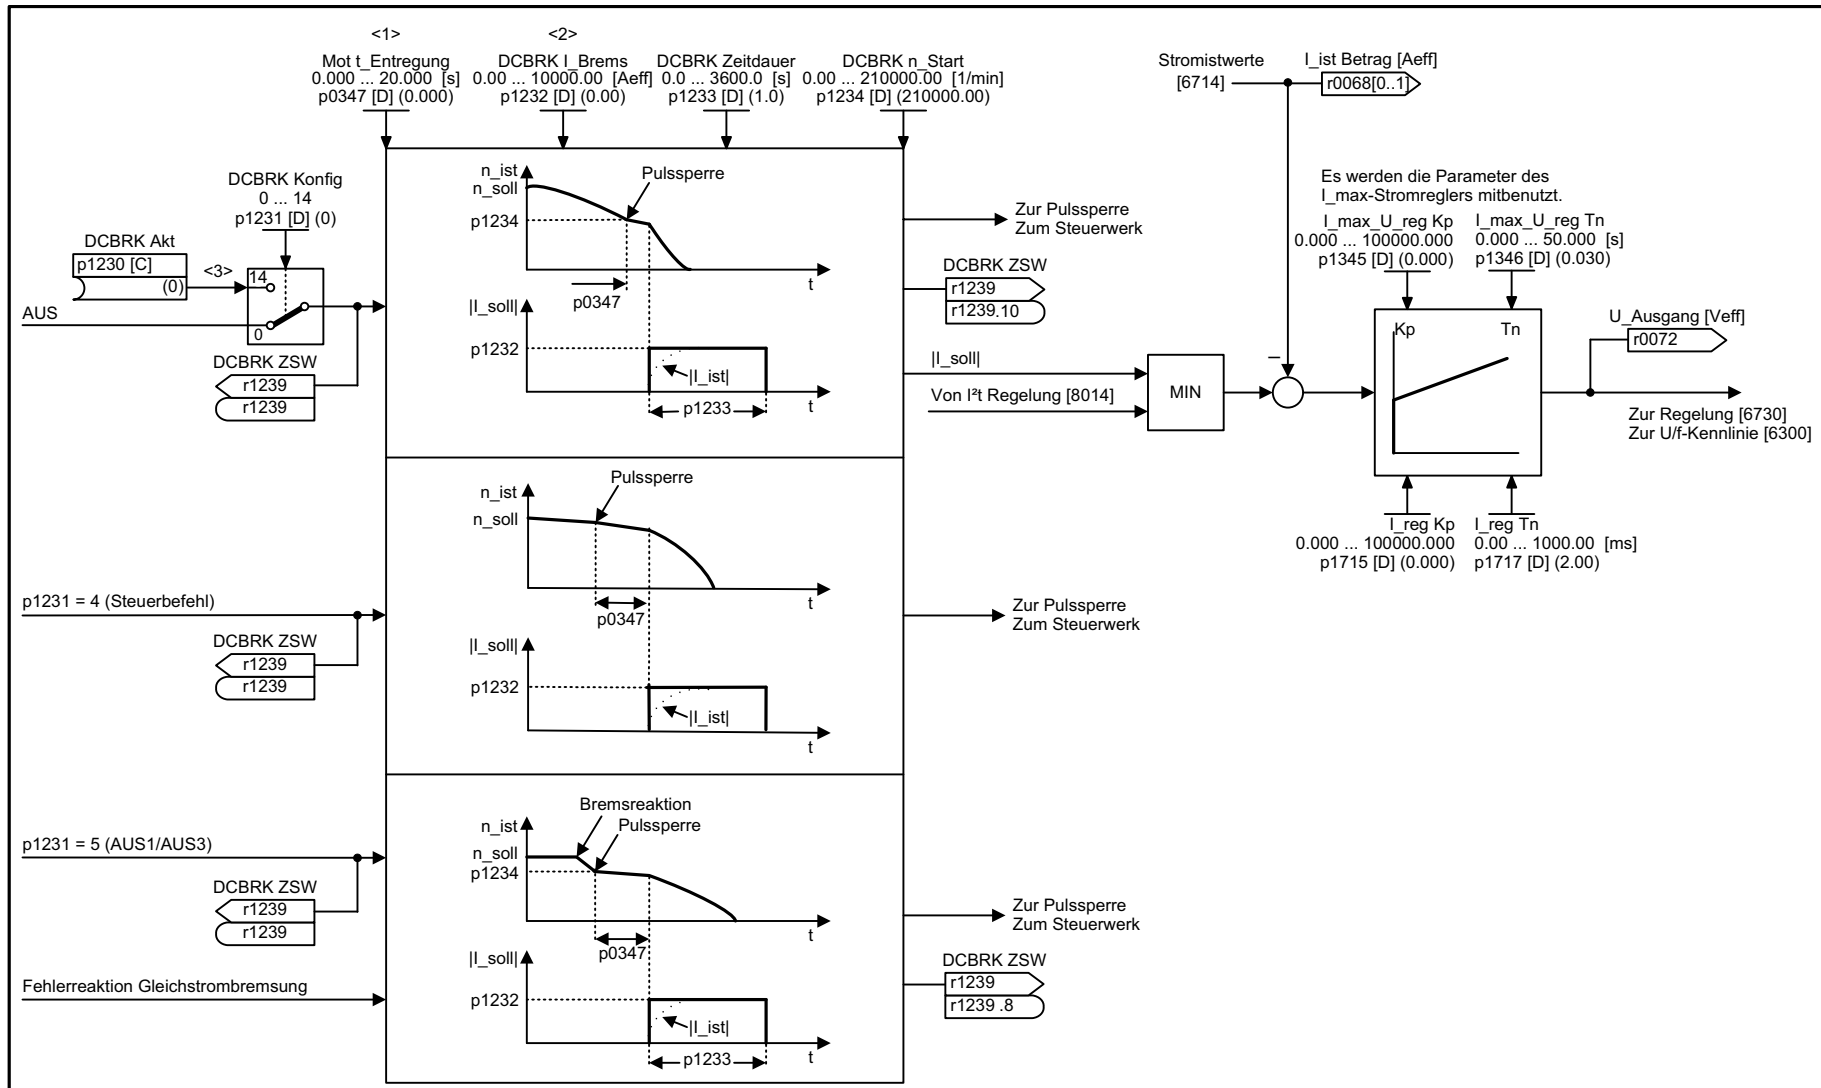 <1>
Mot t_Entregung
0.000 ... 20.000 [s]
p0347 [D] (0.000)
<2>
DCBRK I_Brems
0.00 ... 10000.00 [Aeff]
p1232 [D] (0.00)
DCBRK Zeitdauer
0.0 ... 3600.0 [s]
p1233 [D] (1.0)
DCBRK n_Start
0.00 ... 210000.00 [1/min]
p1234 [D] (210000.00)
Stromistwerte
[6714]
I_ist Betrag [Aeff]
r0068[0..1]
DCBRK Konfig
0 ... 14
p1231 [D] (0)
DCBRK Akt
p1230 [C]
(0)
<3>
14
0
AUS
DCBRK ZSW
r1239
r1239
n_ist
n_soll
p1234
Pulssperre
t
p0347
|I_soll|
p1232
|I_ist|
p1233
t
Zur Pulssperre
Zum Steuerwerk
DCBRK ZSW
r1239
r1239.10
|I_soll|
Von I²t Regelung [8014]
MIN
–
Es werden die Parameter des
I_max-Stromreglers mitbenutzt.
I_max_U_reg Kp
0.000 ... 100000.000
p1345 [D] (0.000)
I_max_U_reg Tn
0.000 ... 50.000 [s]
p1346 [D] (0.030)
Kp
Tn
U_Ausgang [Veff]
r0072
Zur Regelung [6730]
Zur U/f-Kennlinie [6300]
I_reg Kp
0.000 ... 100000.000
p1715 [D] (0.000)
I_reg Tn
0.00 ... 1000.00 [ms]
p1717 [D] (2.00)
p1231 = 4 (Steuerbefehl)
DCBRK ZSW
r1239
r1239
n_ist
n_soll
Pulssperre
t
p0347
|I_soll|
p1232
|I_ist|
t
Zur Pulssperre
Zum Steuerwerk
p1231 = 5 (AUS1/AUS3)
DCBRK ZSW
r1239
r1239
Fehlerreaktion Gleichstrombremsung
Bremsreaktion
Pulssperre
n_ist
n_soll
p1234
t
p0347
|I_soll|
p1232
|I_ist|
p1233
t
Zur Pulssperre
Zum Steuerwerk
DCBRK ZSW
r1239
r1239 .8